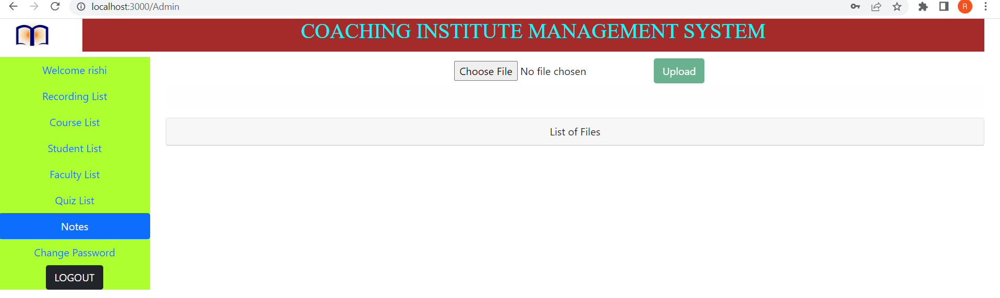 localhost:3000/Admin
R
COACHING INSTITUTE MANAGEMENT SYSTEM
Welcome rishi
Recording List
Course List
Student List
Faculty List
Quiz List
Notes
Change Password
LOGOUT
Choose File No file chosen
Upload
List of Files